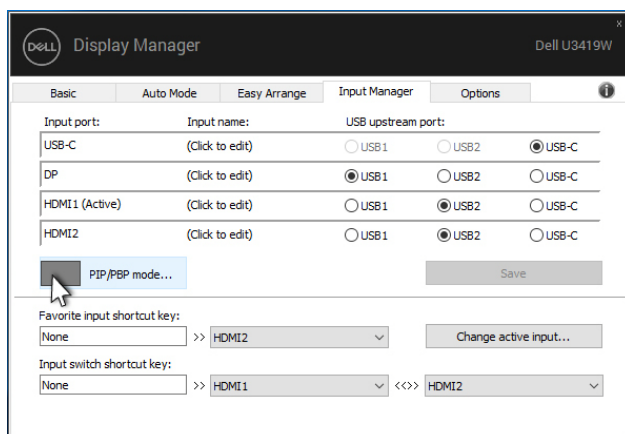 DELL Display Manager Dell U3419W
x
Basic Auto Mode Easy Arrange Input Manager Options i
Input port: Input name: USB upstream port:
USB-C (Click to edit) USB1 USB2 USB-C
DP (Click to edit) USB1 USB2 USB-C
HDMI1 (Active) (Click to edit) USB1 USB2 USB-C
HDMI2 (Click to edit) USB1 USB2 USB-C
PIP/PBP mode... Save
Favorite input shortcut key:
None >> HDMI2 Change active input...
Input switch shortcut key:
None >> HDMI1 <<>> HDMI2